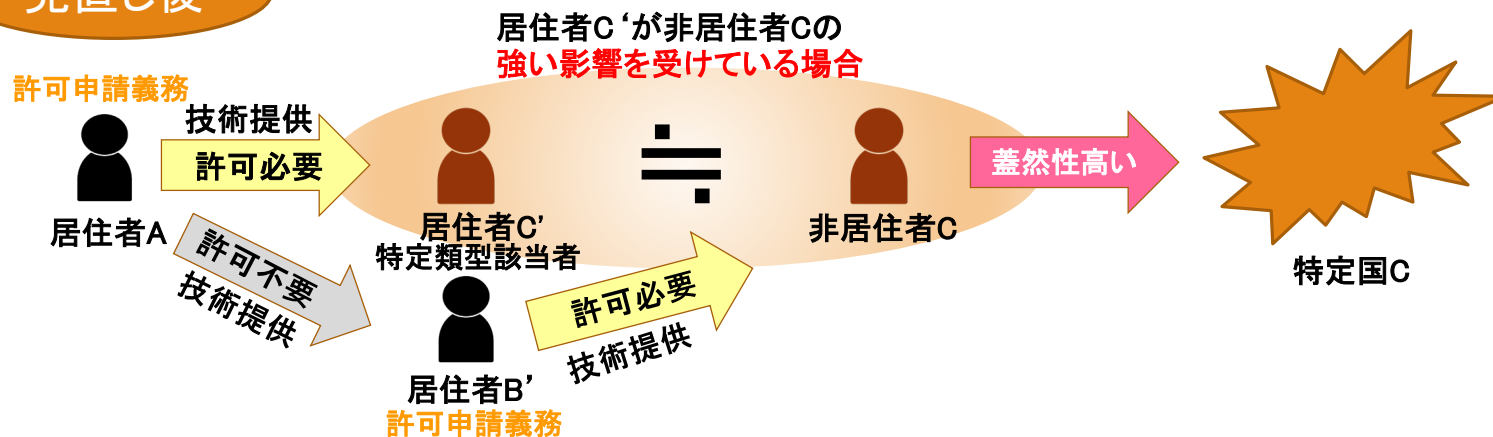 見直し後
居住者C‘が非居住者Cの
強い影響を受けている場合
許可申請義務
技術提供
許可必要
蓋然性高い
≒
居住者A
居住者C’
特定類型該当者
非居住者C
特定国C
許可不要
技術提供
許可必要
技術提供
居住者B’
許可申請義務